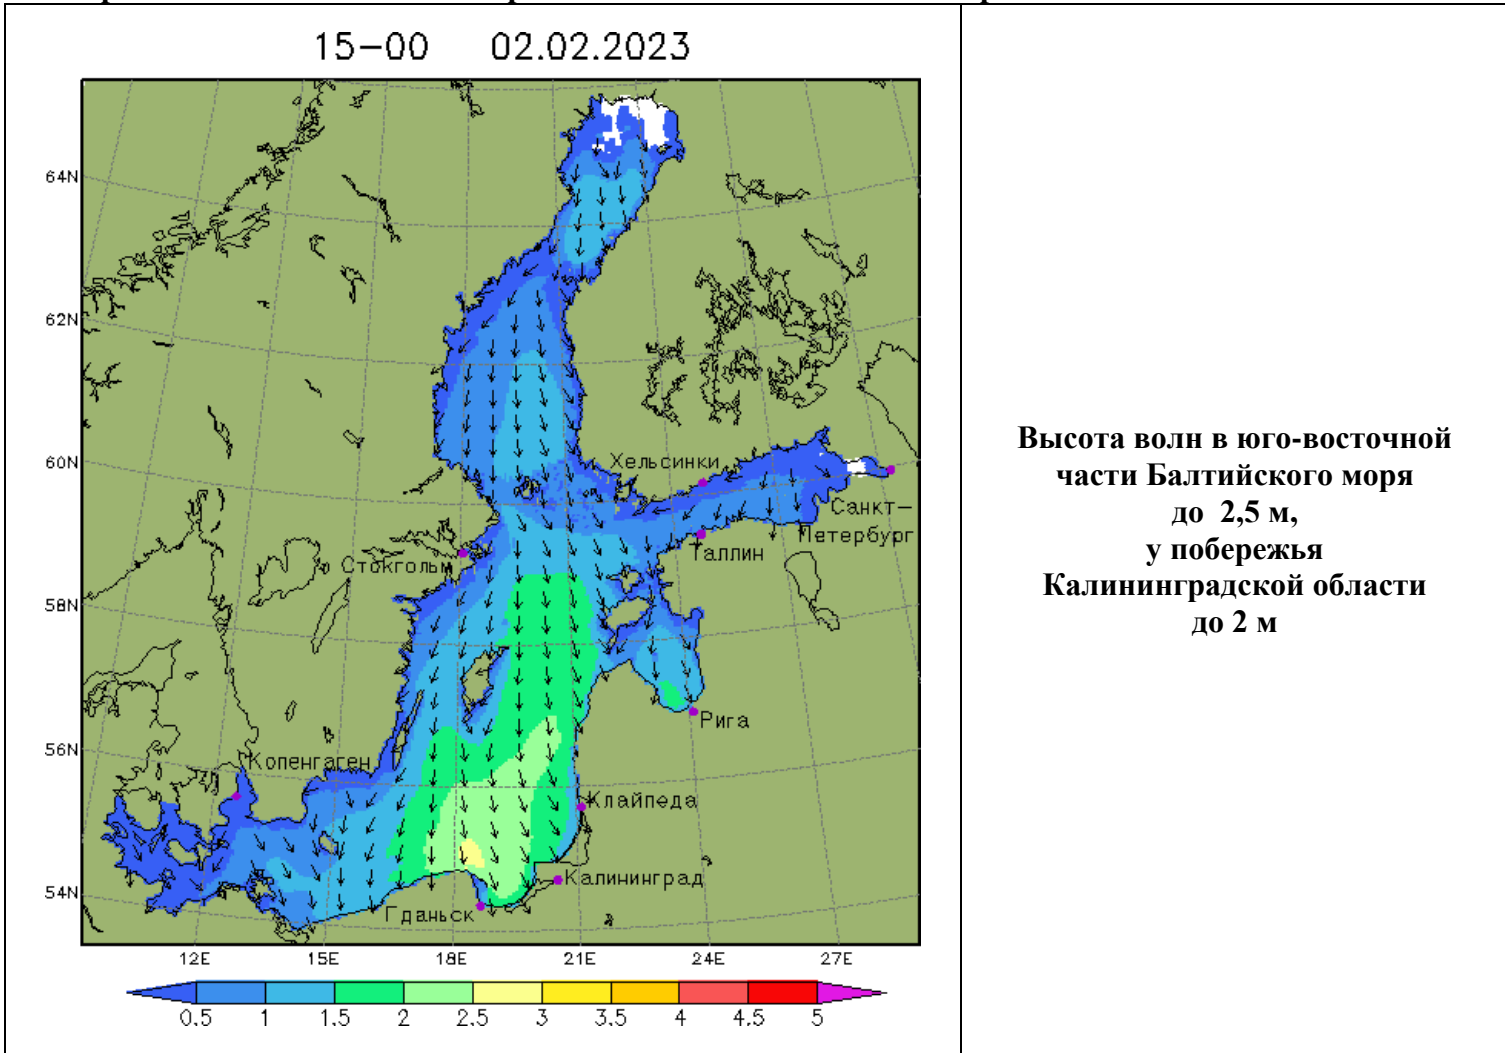 15-00 02.02.2023
64N
62N
60N
58N
56N
54N
Хельсинки
Санкт-
Петербург
Таллин
Стокгольм
Рига
Копенгаген
Клайпеда
Калининград
Гданьск
12E 15E 18E 21E 24E 27E
0.5 1 1.5 2 2.5 3 3.5 4 4.5 5
Высота волн в юго-восточной
части Балтийского моря
до 2,5 м,
у побережья
Калининградской области
до 2 м